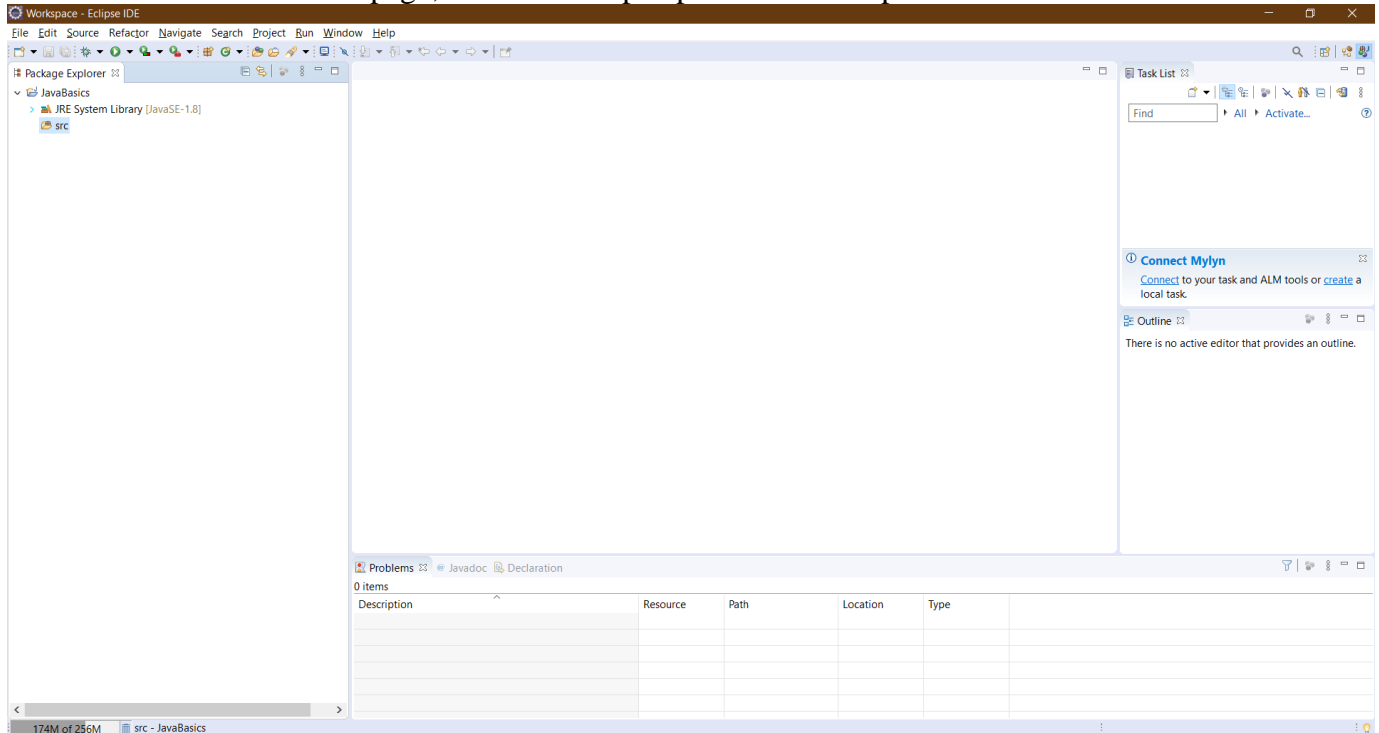 Workspace - Eclipse IDE
File Edit Source Refactor Navigate Search Project Run Window Help
Package Explorer
JavaBasics
JRE System Library [JavaSE-1.8]
src
Task List
Find All Activate...
Connect Mylyn
Connect to your task and ALM tools or create a
local task.
Outline
There is no active editor that provides an outline.
Problems Javadoc Declaration
0 items
Description Resource Path Location Type
174M of 256M src - JavaBasics